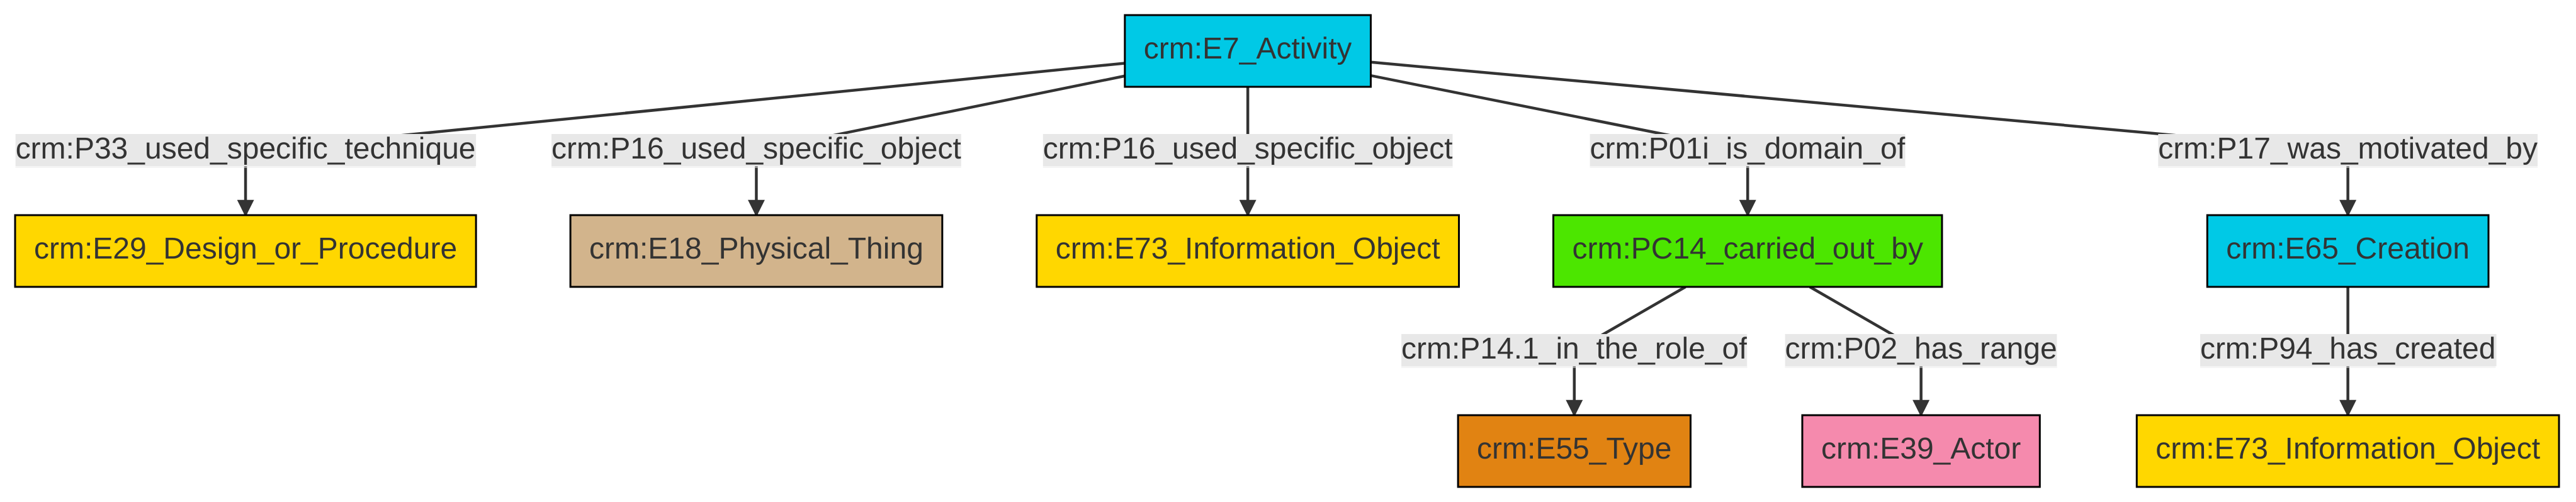 crm:E7_Activity
crm:P33_used_specific_technique
crm:P16_used_specific_object
crm:P16_used_specific_object
crm:P01i_is_domain_of
crm:P17_was_motivated_by
crm:E29_Design_or_Procedure
crm:E18_Physical_Thing
crm:E73_Information_Object
crm:PC14_carried_out_by
crm:E65_Creation
crm:P14.1_in_the_role_of
crm:P02_has_range
crm:P94_has_created
crm:E55_Type
crm:E39_Actor
crm:E73_Information_Object